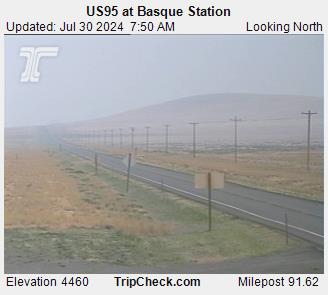 US95 at Basque Station
Updated: Jul 30 2024 7:50 AM Looking North
Elevation 4460 TripCheck.com Milepost 91.62